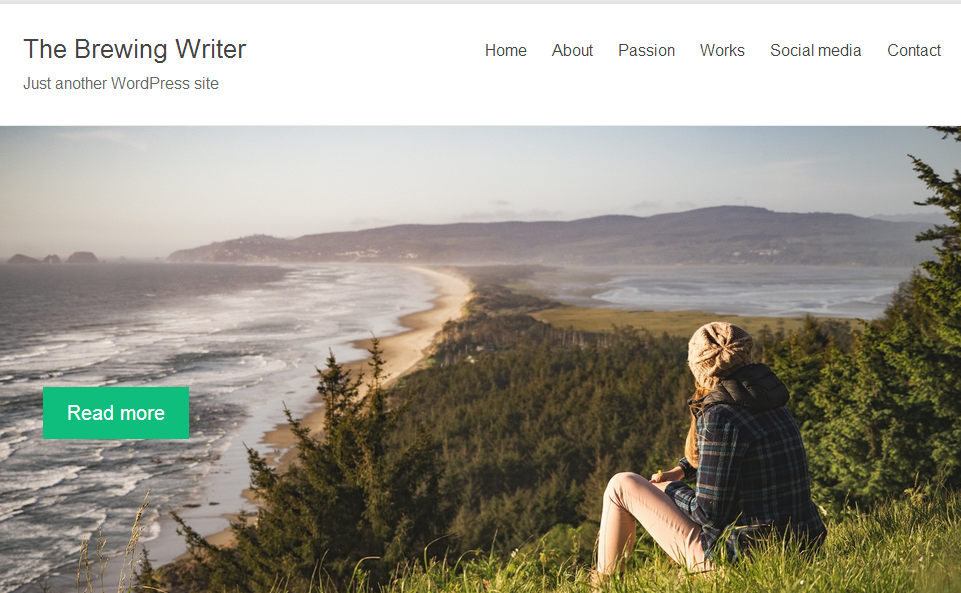 The Brewing Writer
Just another WordPress site
Home About Passion Works Social media Contact
Read more